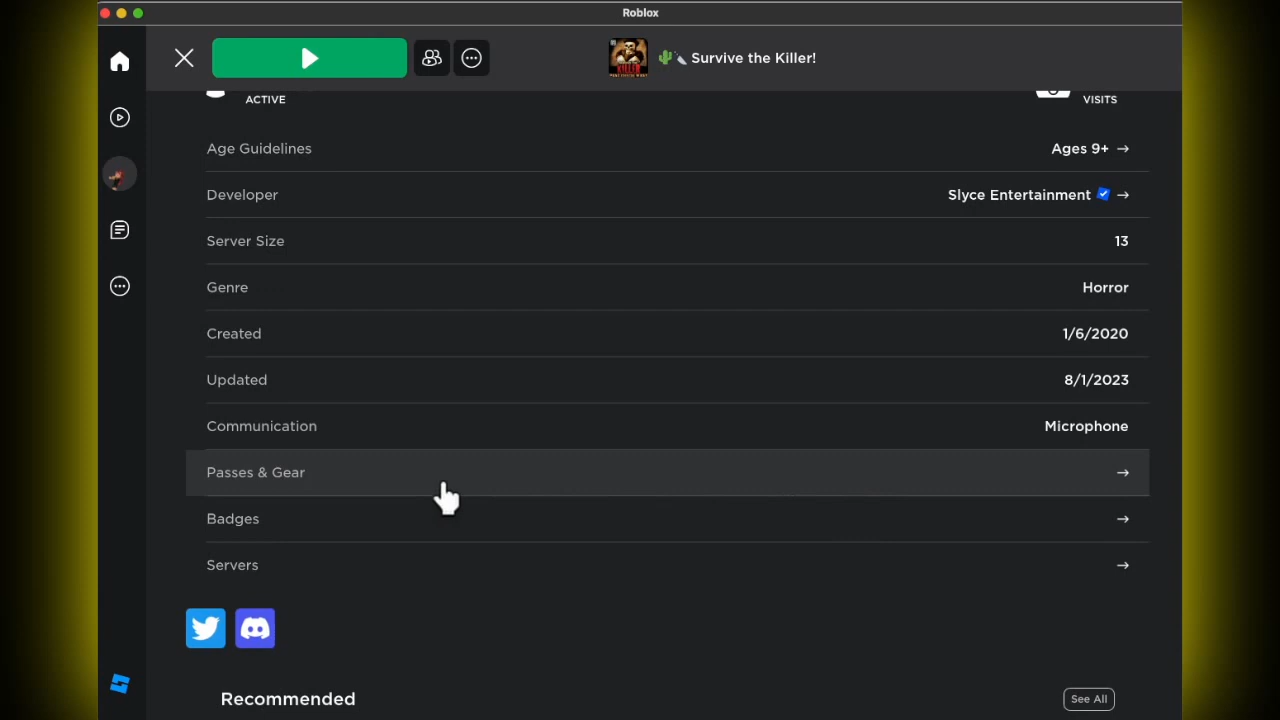 Roblox
Survive the Killer!
ACTIVE
VISITS
Age Guidelines
Ages 9+
Developer
Slyce Entertainment
Server Size
13
Genre
Horror
Created
1/6/2020
Updated
8/1/2023
Communication
Microphone
Passes & Gear
Badges
Servers
Recommended
See All